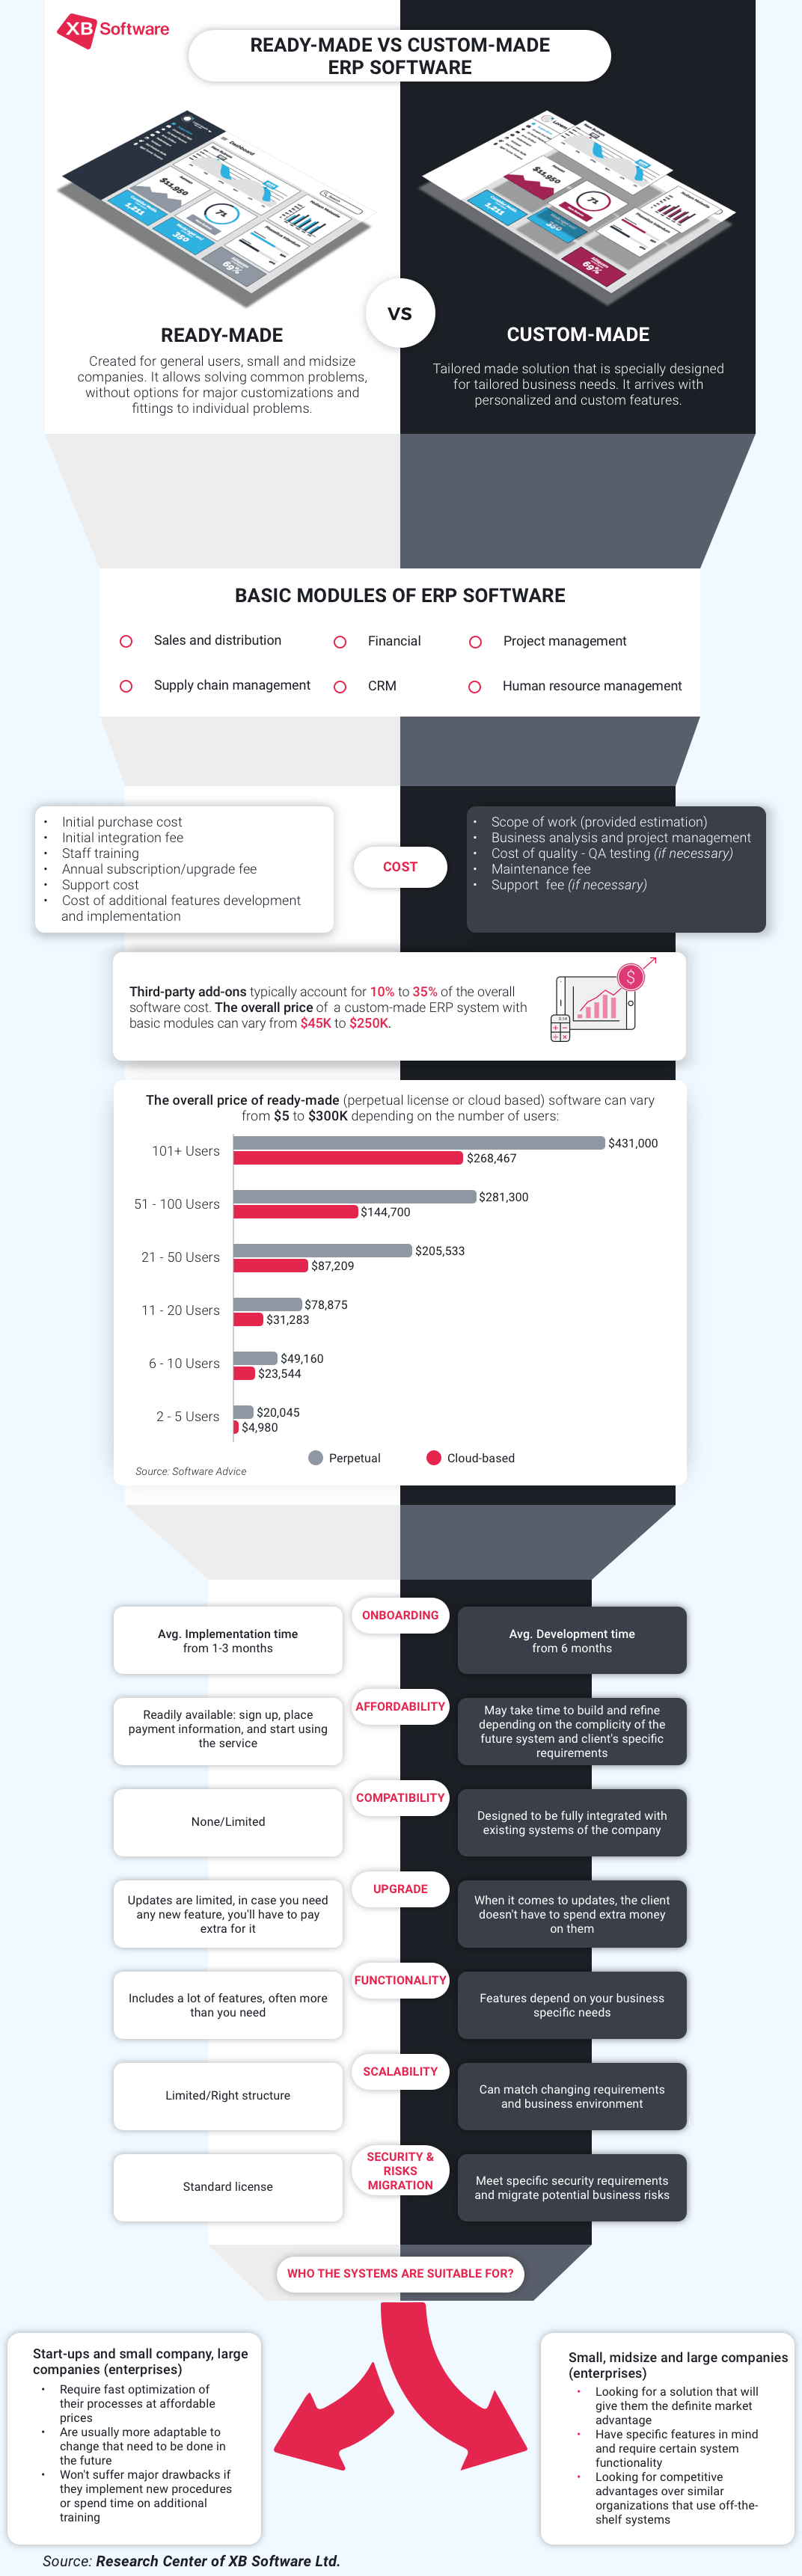 XB Software
READY-MADE VS CUSTOM-MADE
ERP SOFTWARE
Dashboard
$11,950
7%
1,211
350
69%
$11,950
7%
1,211
350
69%
VS
READY-MADE
Created for general users, small and midsize
companies. It allows solving common problems,
without options for major customizations and
fittings to individual problems.
CUSTOM-MADE
Tailored made solution that is specially designed
for tailored business needs. It arrives with
personalized and custom features.
BASIC MODULES OF ERP SOFTWARE
Sales and distribution
Financial
Project management
Supply chain management
CRM
Human resource management
• Initial purchase cost
• Initial integration fee
• Staff training
• Annual subscription/upgrade fee
• Support cost
• Cost of additional features development
and implementation
COST
• Scope of work (provided estimation)
• Business analysis and project management
• Cost of quality - QA testing (if necessary)
• Maintenance fee
• Support fee (if necessary)
Third-party add-ons typically account for 10% to 35% of the overall
software cost. The overall price of a custom-made ERP system with
basic modules can vary from $45K to $250K.
The overall price of ready-made (perpetual license or cloud based) software can vary
from $5 to $300K depending on the number of users:
101+ Users
$431,000
$268,467
51 - 100 Users
$281,300
$144,700
21 - 50 Users
$205,533
$87,209
11 - 20 Users
$78,875
$31,283
6 - 10 Users
$49,160
$23,544
2 - 5 Users
$20,045
$4,980
Perpetual
Cloud-based
Source: Software Advice
ONBOARDING
Avg. Implementation time
from 1-3 months
Avg. Development time
from 6 months
AFFORDABILITY
Readily available: sign up, place
payment information, and start using
the service
May take time to build and refine
depending on the complicity of the
future system and client's specific
requirements
COMPATIBILITY
None/Limited
Designed to be fully integrated with
existing systems of the company
UPGRADE
Updates are limited, in case you need
any new feature, you'll have to pay
extra for it
When it comes to updates, the client
doesn't have to spend extra money
on them
FUNCTIONALITY
Includes a lot of features, often more
than you need
Features depend on your business
specific needs
SCALABILITY
Limited/Right structure
Can match changing requirements
and business environment
SECURITY &
RISKS
MIGRATION
Standard license
Meet specific security requirements
and migrate potential business risks
WHO THE SYSTEMS ARE SUITABLE FOR?
Start-ups and small company, large
companies (enterprises)
• Require fast optimization of
their processes at affordable
prices
• Are usually more adaptable to
change that need to be done in
the future
• Won't suffer major drawbacks if
they implement new procedures
or spend time on additional
training
Small, midsize and large companies
(enterprises)
• Looking for a solution that will
give them the definite market
advantage
• Have specific features in mind
and require certain system
functionality
• Looking for competitive
advantages over similar
organizations that use off-the-
shelf systems
Source: Research Center of XB Software Ltd.